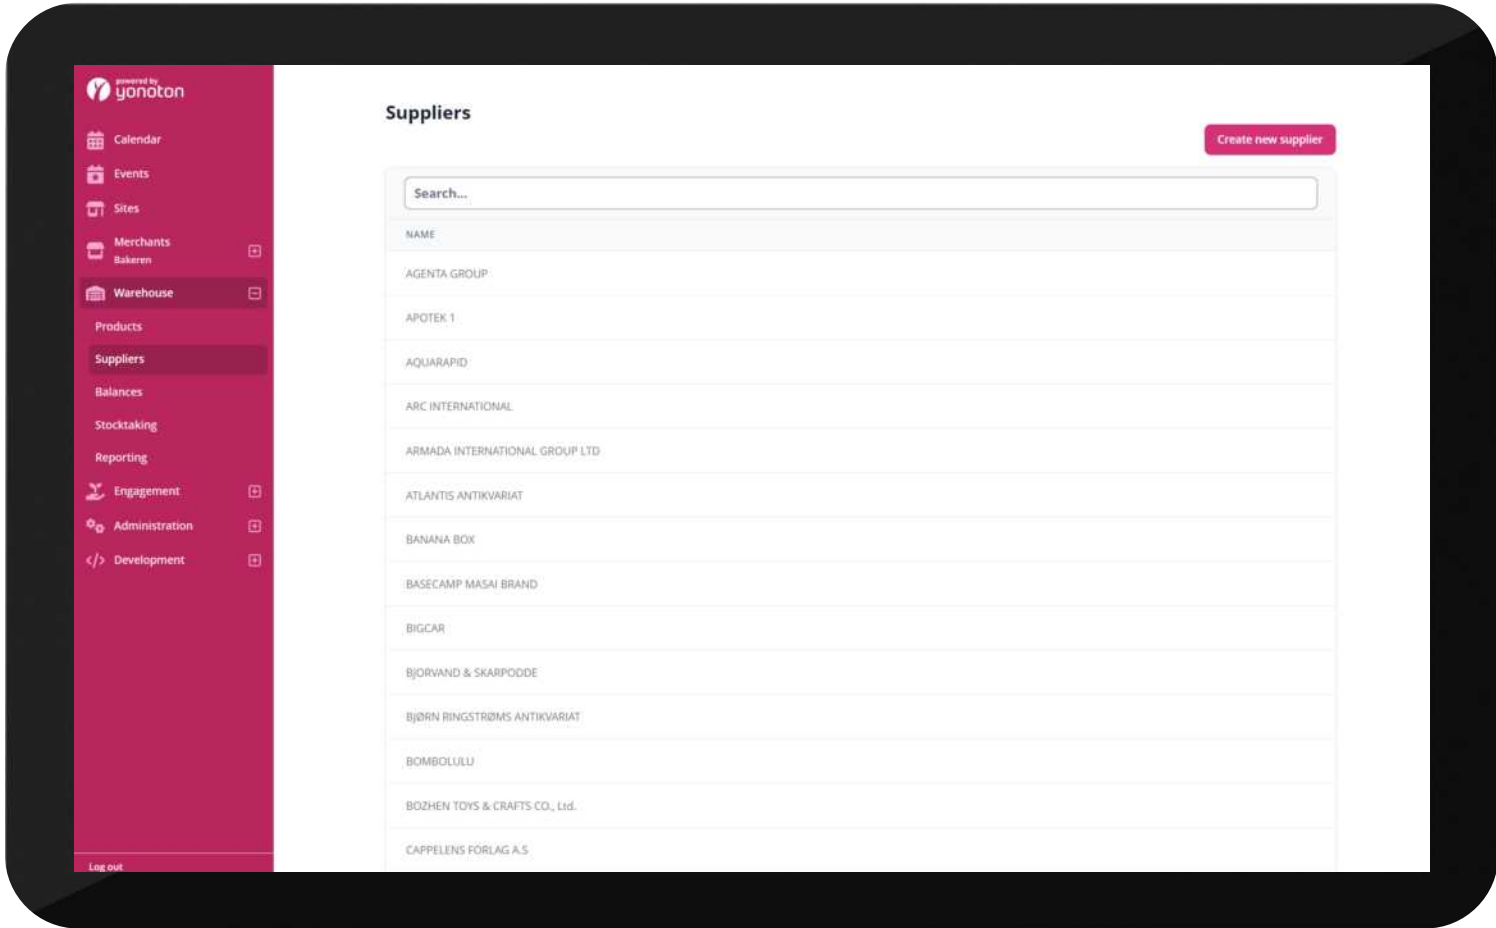 powered by
yonoton
Calendar
Events
Sites
Merchants
Bakeren
Warehouse
Products
Suppliers
Balances
Stocktaking
Reporting
Engagement
Administration
</> Development
Log out
Suppliers
Create new supplier
Search...
NAME
AGENTA GROUP
APOTEK 1
AQUARAPID
ARC INTERNATIONAL
ARMADA INTERNATIONAL GROUP LTD
ATLANTIS ANTIKVARIAT
BANANA BOX
BASECAMP MASAI BRAND
BIGCAR
BJORVAND & SKARPODDE
BJØRN RINGSTRØMS ANTIKVARIAT
BOMBOLULU
BOZHEN TOYS & CRAFTS CO., Ltd.
CAPPELENS FORLAG A.S